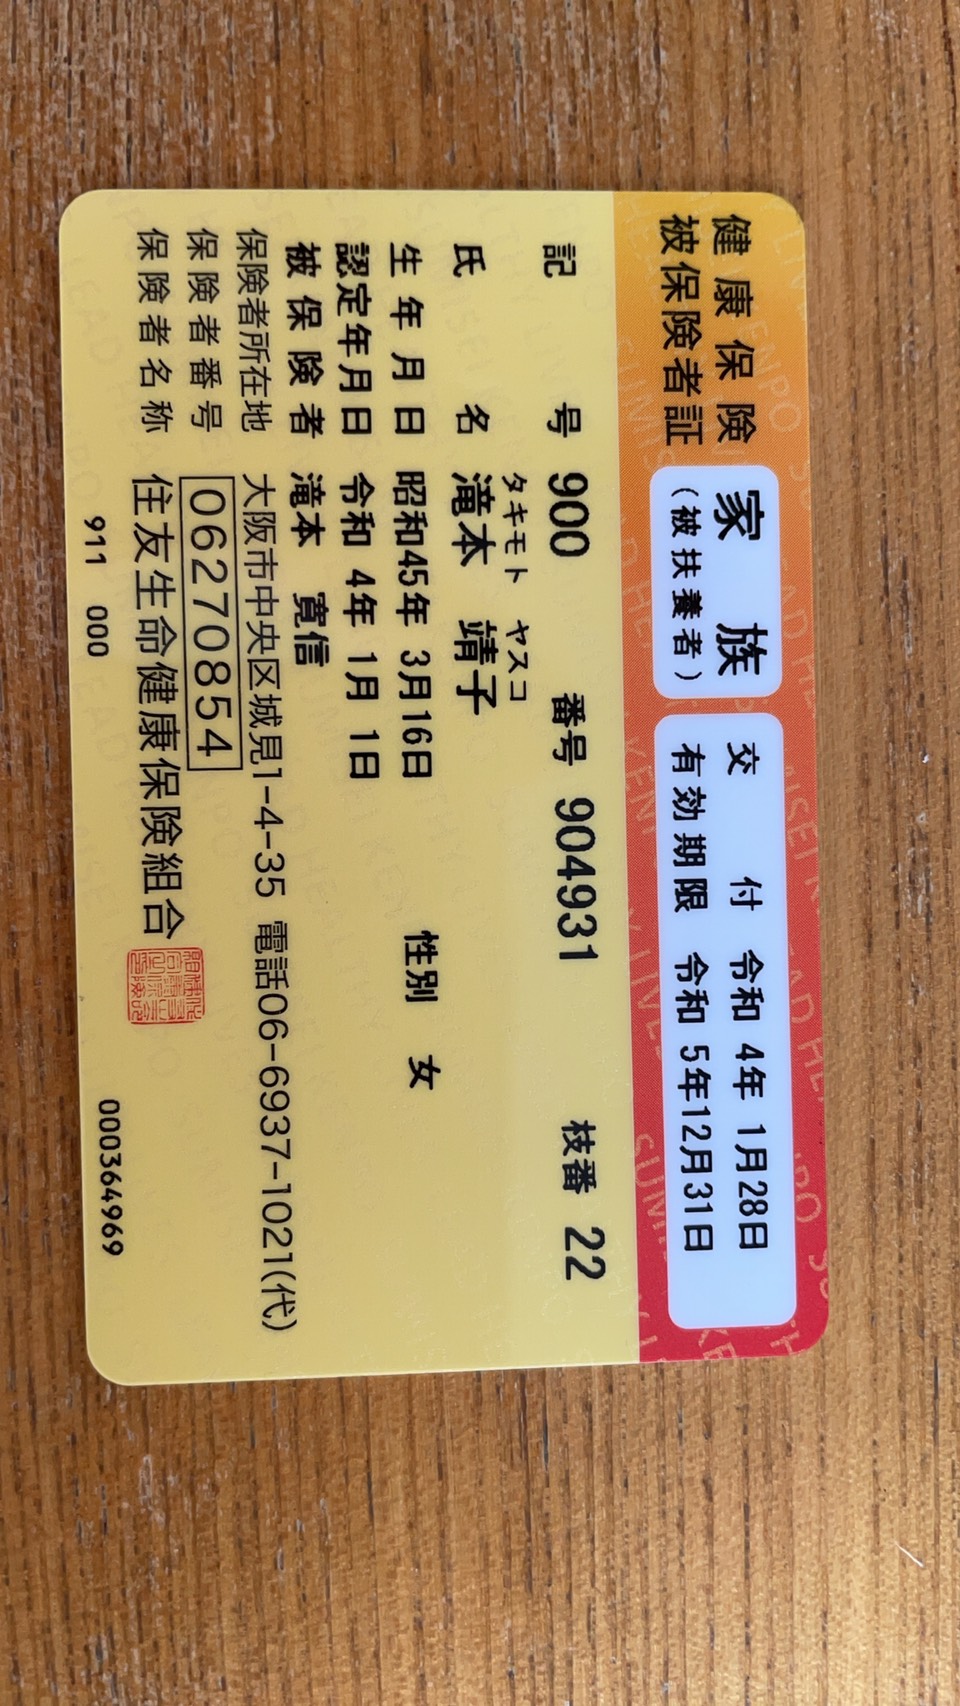 健康保険
被保険者証
家族
(被扶養者)
交付 令和 4年 1月28日
有効期限 令和 5年12月31日
記号 900 番号 904931 枝番 22
タキモト ヤスコ
氏名 滝本 靖子
生年月日 昭和45年 3月16日 性別 女
認定年月日 令和 4年 1月 1日
被保険者 滝本 寛信
保険者所在地 大阪市中央区城見1-4-35 電話06-6937-1021(代)
保険者番号 06270854
保険者名称 住友生命健康保険組合
911 000 000364969